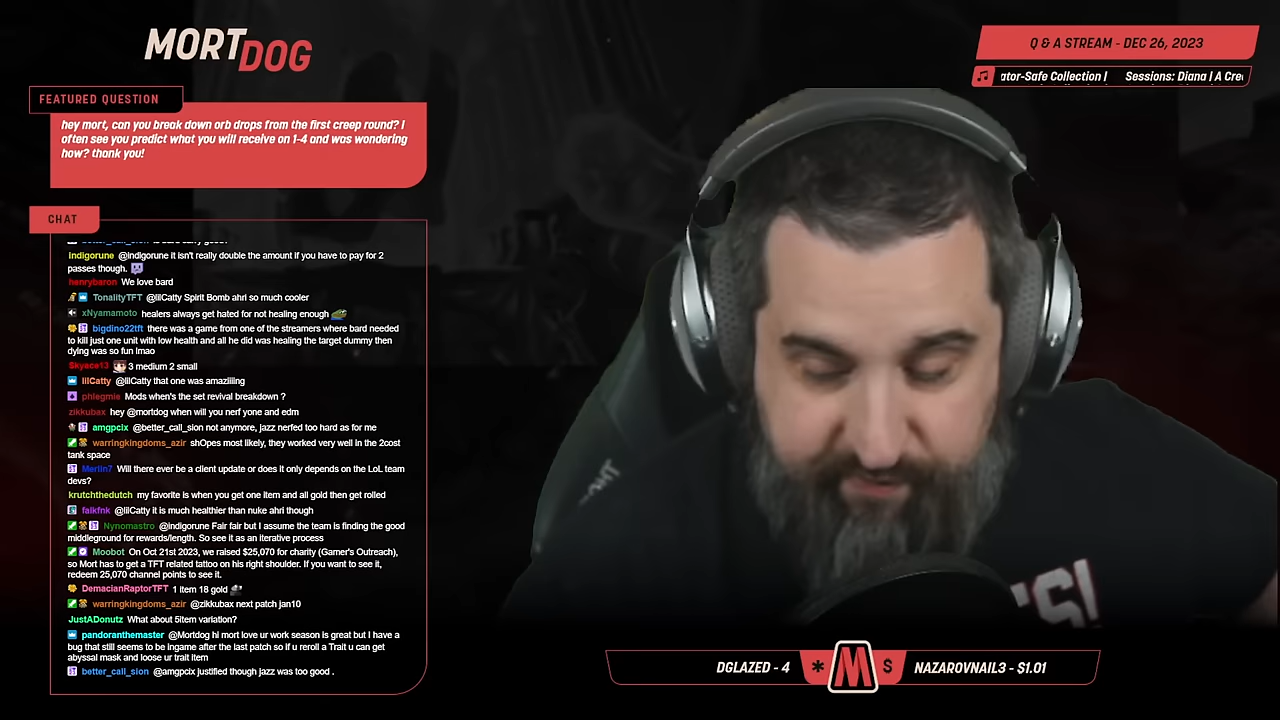 MORTDOG
Q & A STREAM - DEC 26, 2023
ator-Safe Collection | Sessions: Diana | A Cre
FEATURED QUESTION
hey mort, can you break down orb drops from the first creep round? I
often see you predict what you will receive on 1-4 and was wondering
how? thank you!
CHAT
indigorune @indigorune it isn't really double the amount if you have to pay for 2
passes though.
henrybaron We love bard
TonalityTFT @lilCatty Spirit Bomb ahri so much cooler
xNyamamoto healers always get hated for not healing enough
bigdino22tft there was a game from one of the streamers where bard needed
to kill just one unit with low health and all he did was healing the target dummy then
dying was so fun lmao
Skyace13 3 medium 2 small
lilCatty @lilCatty that one was amaziiing
phlegmie Mods when's the set revival breakdown ?
zikkubax hey @mortdog when will you nerf yone and edm
amgpcix @better_call_sion not anymore, jazz nerfed too hard as for me
warringkingdoms_azir shOpes most likely, they worked very well in the 2cost
tank space
Merlin7 Will there ever be a client update or does it only depends on the LoL team
devs?
krutchthedutch my favorite is when you get one item and all gold then get rolled
falkfnk @lilCatty it is much healthier than nuke ahri though
Nynomastro @indigorune Fair fair but I assume the team is finding the good
middleground for rewards/length. So see it as an iterative process
Moobot On Oct 21st 2023, we raised $25,070 for charity (Gamer's Outreach),
so Mort has to get a TFT related tattoo on his right shoulder. If you want to see it,
redeem 25,070 channel points to see it.
DemacianRaptorTFT 1 item 18 gold
warringkingdoms_azir @zikkubax next patch jan10
JustADonutz What about 5item variation?
pandoranthemaster @Mortdog hi mort love ur work season is great but I have a
bug that still seems to be ingame after the last patch so if u reroll a Trait u can get
abyssal mask and loose ur trait item
better_call_sion @amgpcix justified though jazz was too good .
DGLAZED - 4 * M $ NAZAROVNAIL3 - $1.01